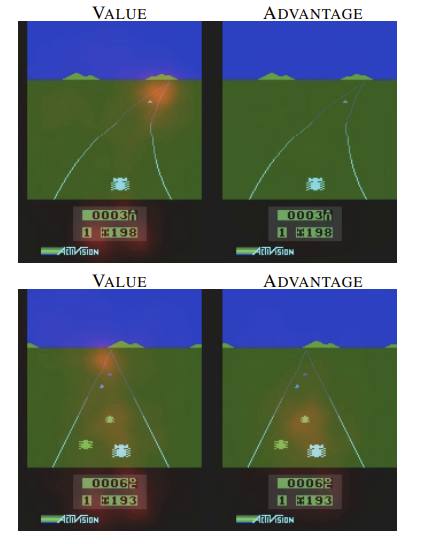 VALUE ADVANTAGE
0003 0003
1 198 1 198
ACTIVISION ACTIVISION
VALUE ADVANTAGE
0006 0006
1 193 1 193
ACTIVISION ACTIVISION